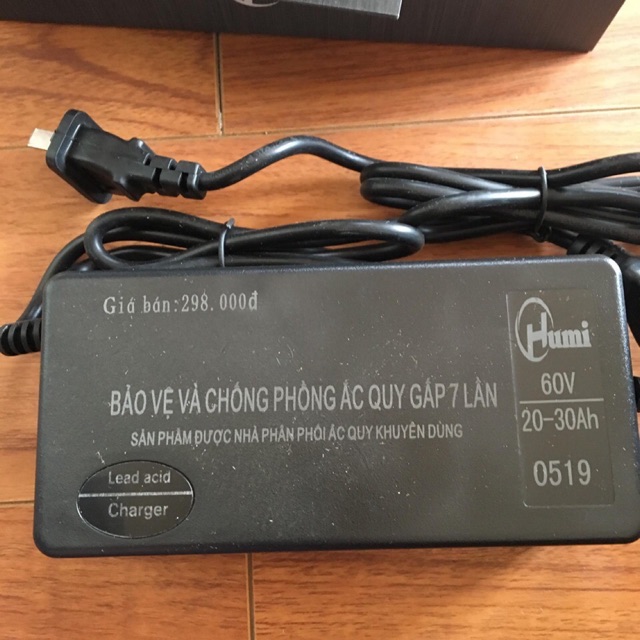 Giá bán:298.000đ
BẢO VỆ VÀ CHỐNG PHỒNG ẮC QUY GẤP 7 LẦN
SẢN PHẨM ĐƯỢC NHÀ PHÂN PHỐI ẮC QUY KHUYÊN DÙNG
Lead acid
Charger
Humi
60V
20-30Ah
0519